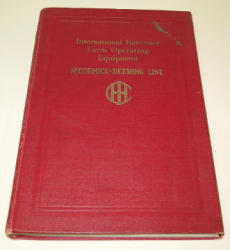 International Harvester
Farm Operating
Equipment
McCORMICK-DEERING LINE
IHC